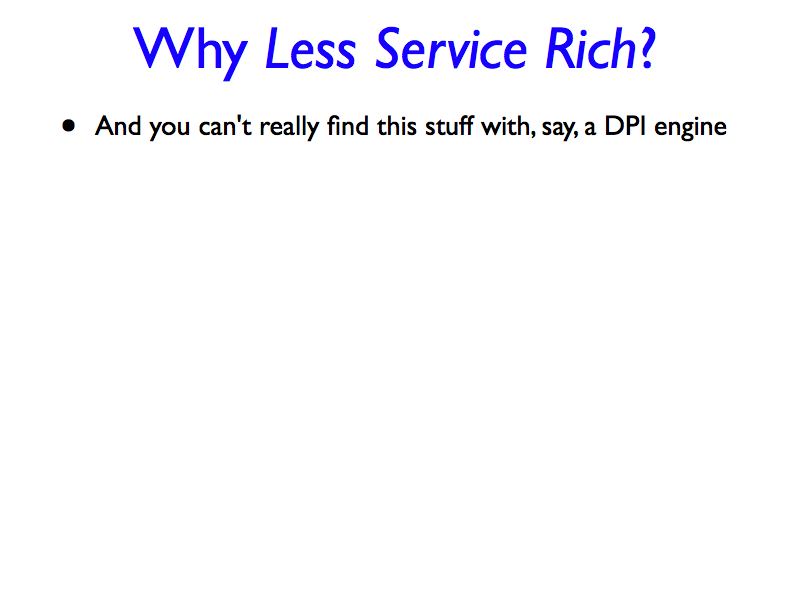 Why Less Service Rich?
• And you can't really find this stuff with, say, a DPI engine